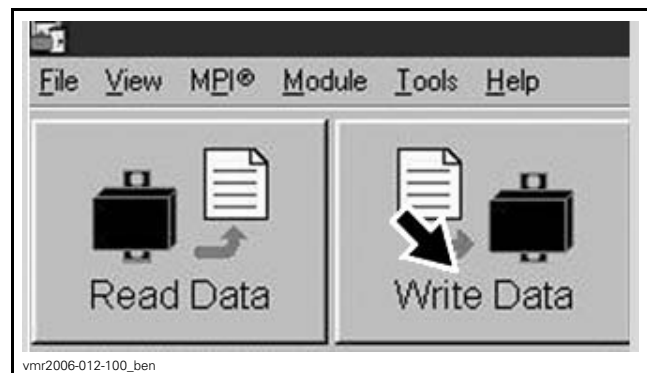 File View MPI® Module Tools Help
Read Data Write Data
vmr2006-012-100_ben